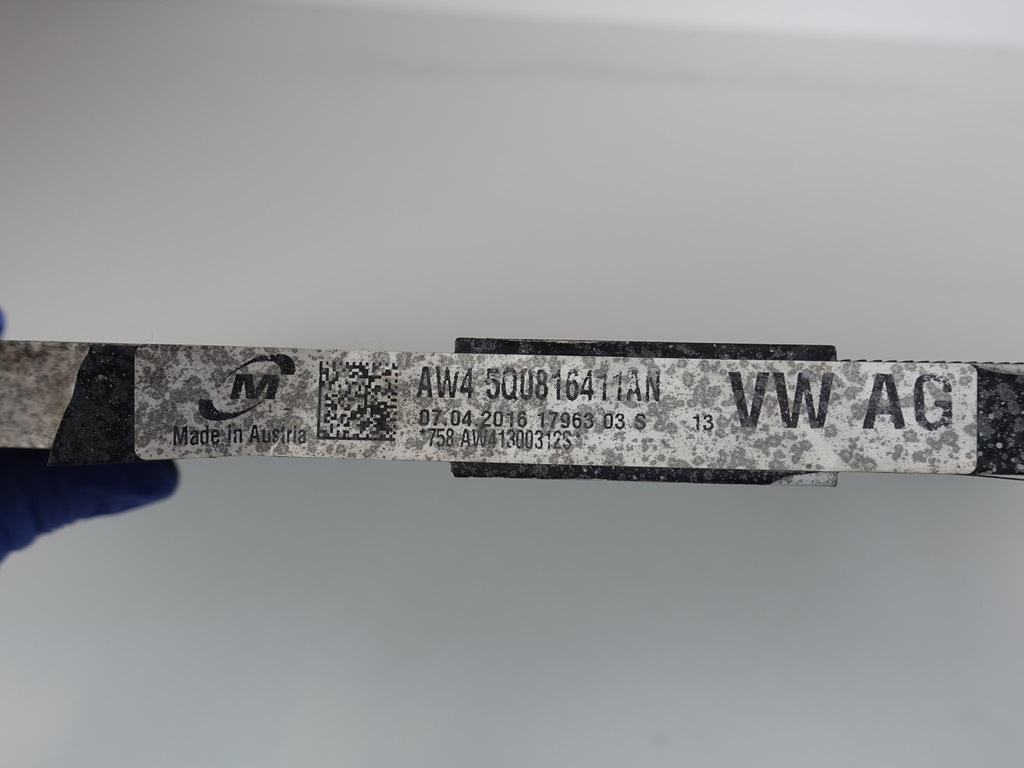 M
Made in Austria
AW4 5Q0816411AN
07.04.2016 17963 03 S 13
*758 AW41300312S*
VW AG